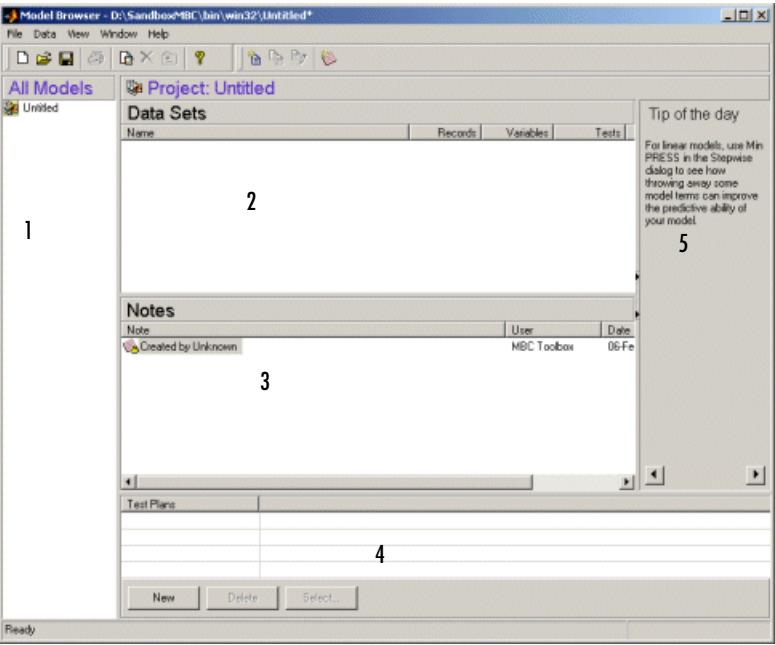 Model Browser - D:\SandboxMBC\bin\win32\Untitled*
File Data View Window Help
All Models
Project: Untitled
Untitled
Data Sets
Name Records Variables Tests
Tip of the day
For linear models, use Min
PRESS in the Stepwise
dialog to see how
throwing away some
model terms can improve
the predictive ability of
your model.
1
2
5
Notes
Note User Date
Created by Unknown MBC Toolbox 06-Fe
3
Test Plans
4
New Delete Select...
Ready